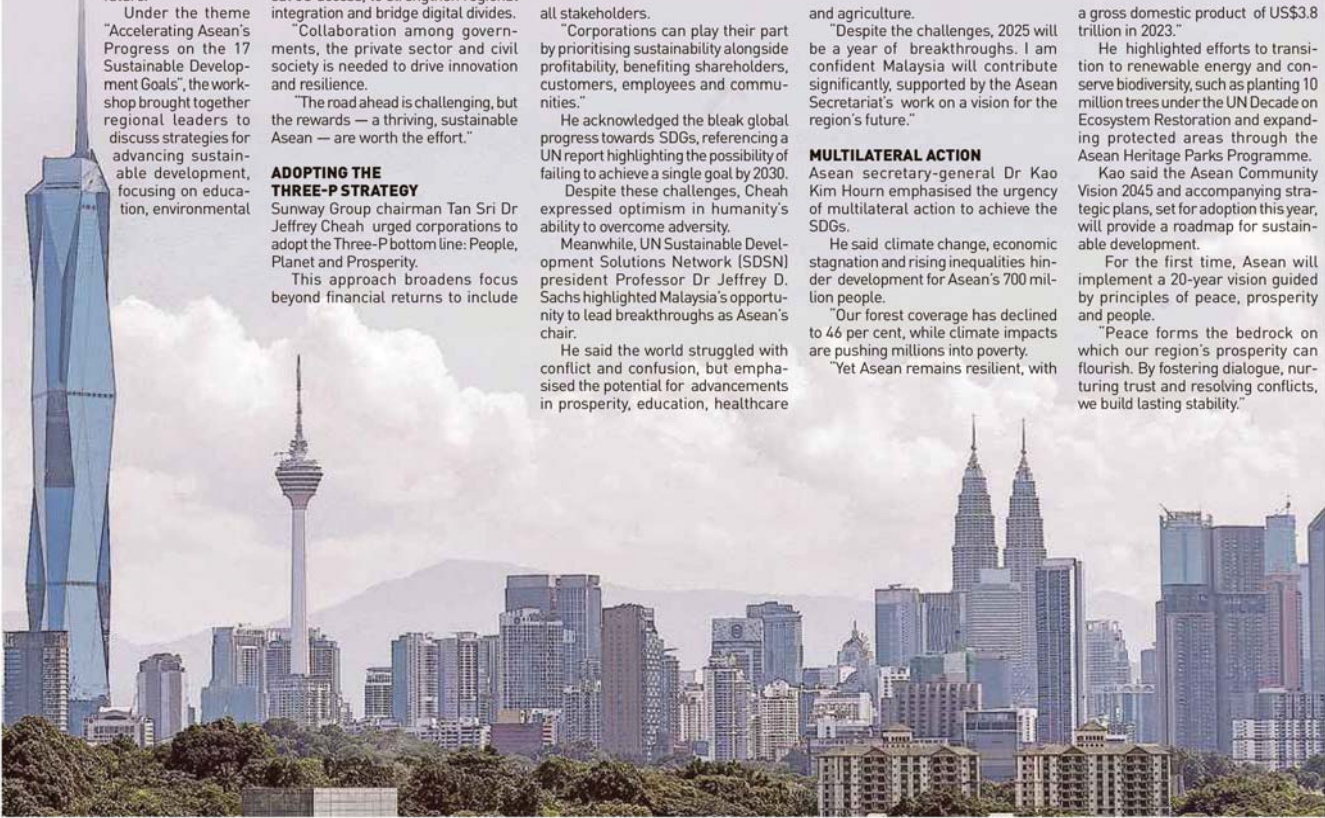 Under the theme
"Accelerating Asean's
Progress on the 17
Sustainable Develop-
ment Goals", the work-
shop brought together
regional leaders to
discuss strategies for
advancing sustain-
able development,
focusing on educa-
tion, environmental
integration and bridge digital divides.
"Collaboration among govern-
ments, the private sector and civil
society is needed to drive innovation
and resilience.
"The road ahead is challenging, but
the rewards — a thriving, sustainable
Asean — are worth the effort."
ADOPTING THE
THREE-P STRATEGY
Sunway Group chairman Tan Sri Dr
Jeffrey Cheah urged corporations to
adopt the Three-P bottom line: People,
Planet and Prosperity.
This approach broadens focus
beyond financial returns to include
all stakeholders.
"Corporations can play their part
by prioritising sustainability alongside
profitability, benefiting shareholders,
customers, employees and commu-
nities."
He acknowledged the bleak global
progress towards SDGs, referencing a
UN report highlighting the possibility of
failing to achieve a single goal by 2030.
Despite these challenges, Cheah
expressed optimism in humanity's
ability to overcome adversity.
Meanwhile, UN Sustainable Devel-
opment Solutions Network (SDSN)
president Professor Dr Jeffrey D.
Sachs highlighted Malaysia's opportu-
nity to lead breakthroughs as Asean's
chair.
He said the world struggled with
conflict and confusion, but empha-
sised the potential for advancements
in prosperity, education, healthcare
and agriculture.
"Despite the challenges, 2025 will
be a year of breakthroughs. I am
confident Malaysia will contribute
significantly, supported by the Asean
Secretariat's work on a vision for the
region's future."
MULTILATERAL ACTION
Asean secretary-general Dr Kao
Kim Hourn emphasised the urgency
of multilateral action to achieve the
SDGs.
He said climate change, economic
stagnation and rising inequalities hin-
der development for Asean's 700 mil-
lion people.
"Our forest coverage has declined
to 46 per cent, while climate impacts
are pushing millions into poverty.
"Yet Asean remains resilient, with
a gross domestic product of US$3.8
trillion in 2023."
He highlighted efforts to transi-
tion to renewable energy and con-
serve biodiversity, such as planting 10
million trees under the UN Decade on
Ecosystem Restoration and expand-
ing protected areas through the
Asean Heritage Parks Programme.
Kao said the Asean Community
Vision 2045 and accompanying stra-
tegic plans, set for adoption this year,
will provide a roadmap for sustain-
able development.
For the first time, Asean will
implement a 20-year vision guided
by principles of peace, prosperity
and people.
"Peace forms the bedrock on
which our region's prosperity can
flourish. By fostering dialogue, nur-
turing trust and resolving conflicts,
we build lasting stability."